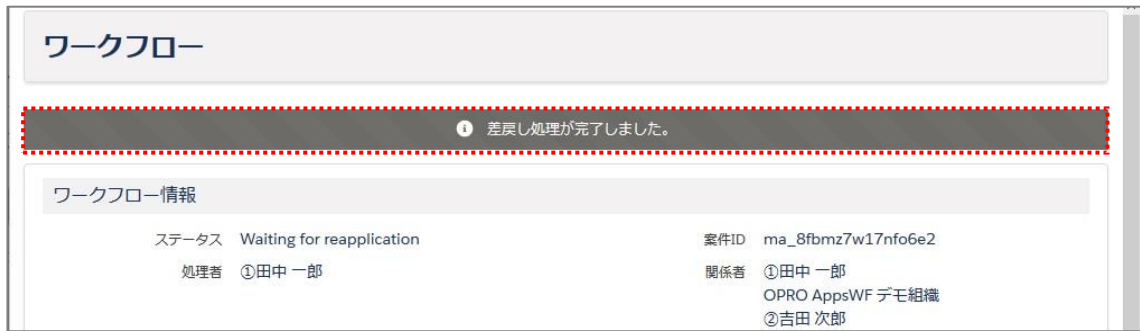 ワークフロー
差戻し処理が完了しました。
ワークフロー情報
ステータス Waiting for reapplication 案件ID ma_8fbmz7w17nfo6e2
処理者 ①田中 一郎 関係者 ①田中 一郎
OPRO AppsWF デモ組織
②吉田 次郎